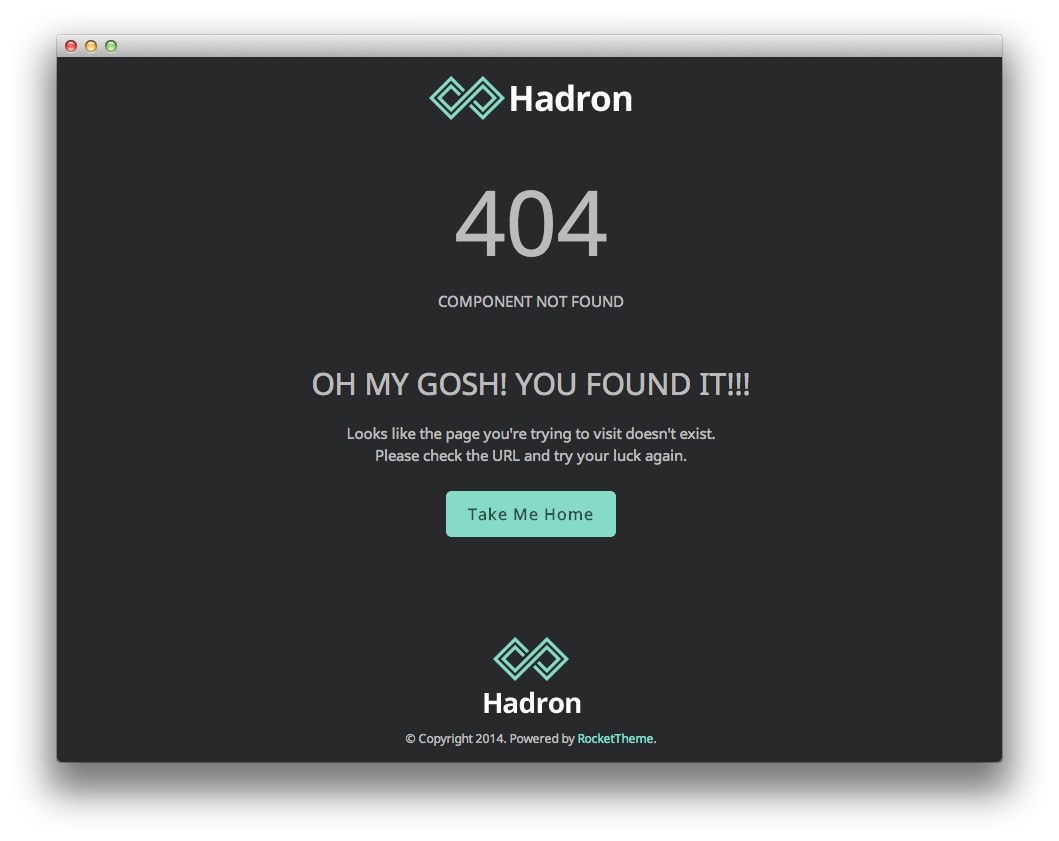 Hadron
404
COMPONENT NOT FOUND
OH MY GOSH! YOU FOUND IT!!!
Looks like the page you're trying to visit doesn't exist.
Please check the URL and try your luck again.
Take Me Home
Hadron
© Copyright 2014. Powered by RocketTheme.